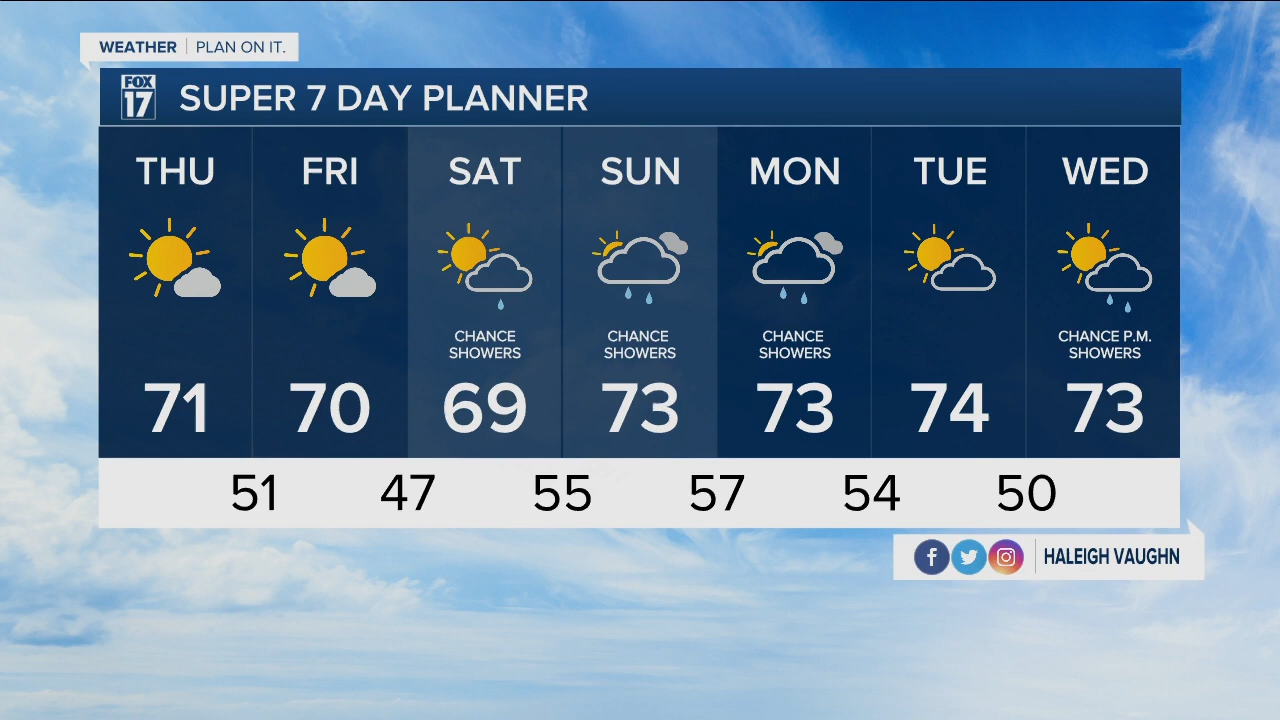 WEATHER | PLAN ON IT.
FOX
17
SUPER 7 DAY PLANNER
THU FRI SAT SUN MON TUE WED
CHANCE SHOWERS
CHANCE SHOWERS
CHANCE SHOWERS
CHANCE P.M. SHOWERS
71 70 69 73 73 74 73
51 47 55 57 54 50
HALEIGH VAUGHN